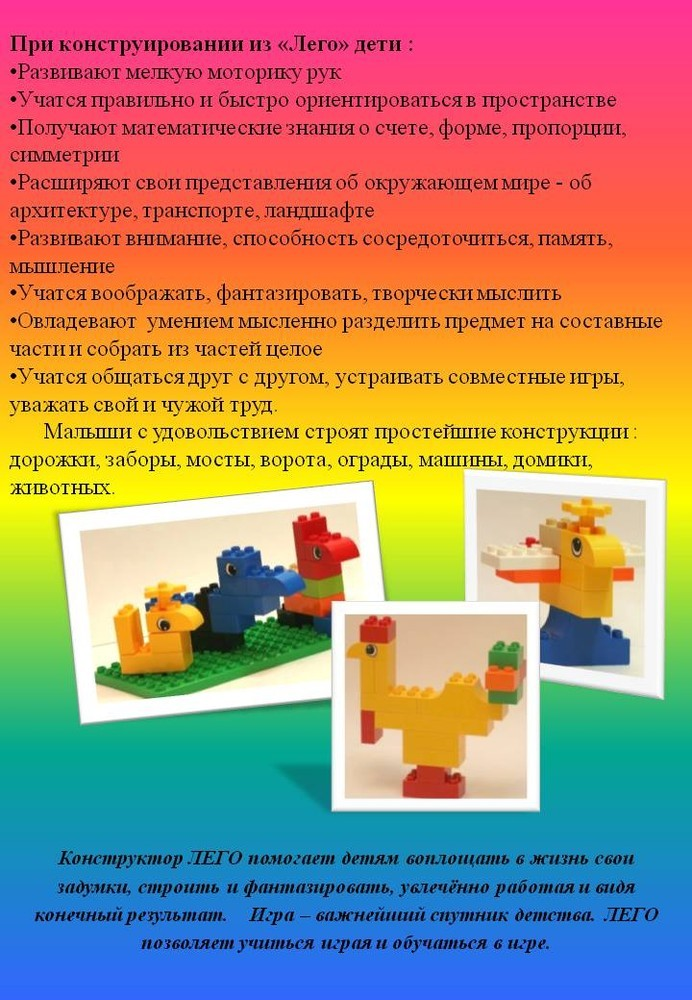 При конструировании из «Лего» дети :
•Развивают мелкую моторику рук
•Учатся правильно и быстро ориентироваться в пространстве
•Получают математические знания о счете, форме, пропорции,
симметрии
•Расширяют свои представления об окружающем мире - об
архитектуре, транспорте, ландшафте
•Развивают внимание, способность сосредоточиться, память,
мышление
•Учатся воображать, фантазировать, творчески мыслить
•Овладевают умением мысленно разделить предмет на составные
части и собрать из частей целое
•Учатся общаться друг с другом, устраивать совместные игры,
уважать свой и чужой труд.
Малыши с удовольствием строят простейшие конструкции :
дорожки, заборы, мосты, ворота, ограды, машины, домики,
животных.
Конструктор ЛЕГО помогает детям воплощать в жизнь свои
задумки, строить и фантазировать, увлечённо работая и видя
конечный результат. Игра – важнейший спутник детства. ЛЕГО
позволяет учиться играя и обучаться в игре.